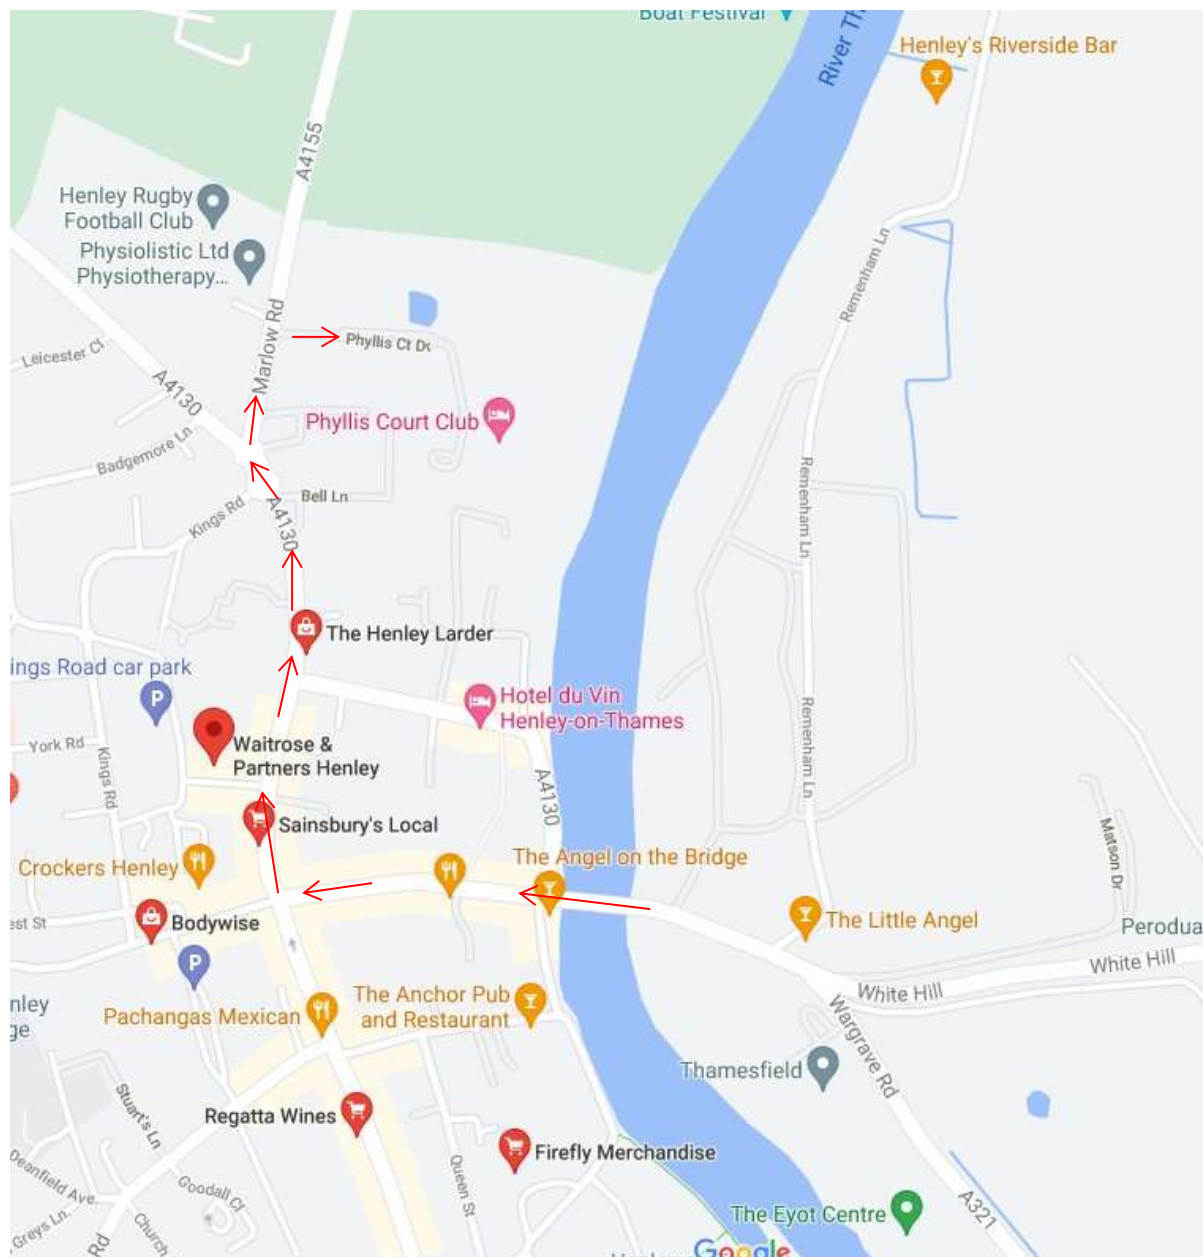 Boat Festival
River Th
Henley's Riverside Bar
A4155
Henley Rugby
Football Club
Physiolistic Ltd
Physiotherapy...
Remenham Ln
Marlow Rd
Leicester Ct
Phyllis Ct Dr
A4130
Phyllis Court Club
Badgemore Ln
Bell Ln
Kings Rd
A4130
Remenham Ln
The Henley Larder
ings Road car park
P
Hotel du Vin
Henley-on-Thames
Remenham Ln
York Rd
Waitrose &
Partners Henley
Kings Rd
A4130
Sainsbury's Local
Matson Dr
Crockers Henley
The Angel on the Bridge
est St
Bodywise
The Little Angel
Perodua
P
White Hill
White Hill
nley
ge
The Anchor Pub
and Restaurant
Pachangas Mexican
Wargrave Rd
Thamesfield
Stuart's Ln
Regatta Wines
Firefly Merchandise
Deanfield Ave.
Goodall Cl
Queen St
A321
The Eyot Centre
Greys Ln.
Church
Rd
Google